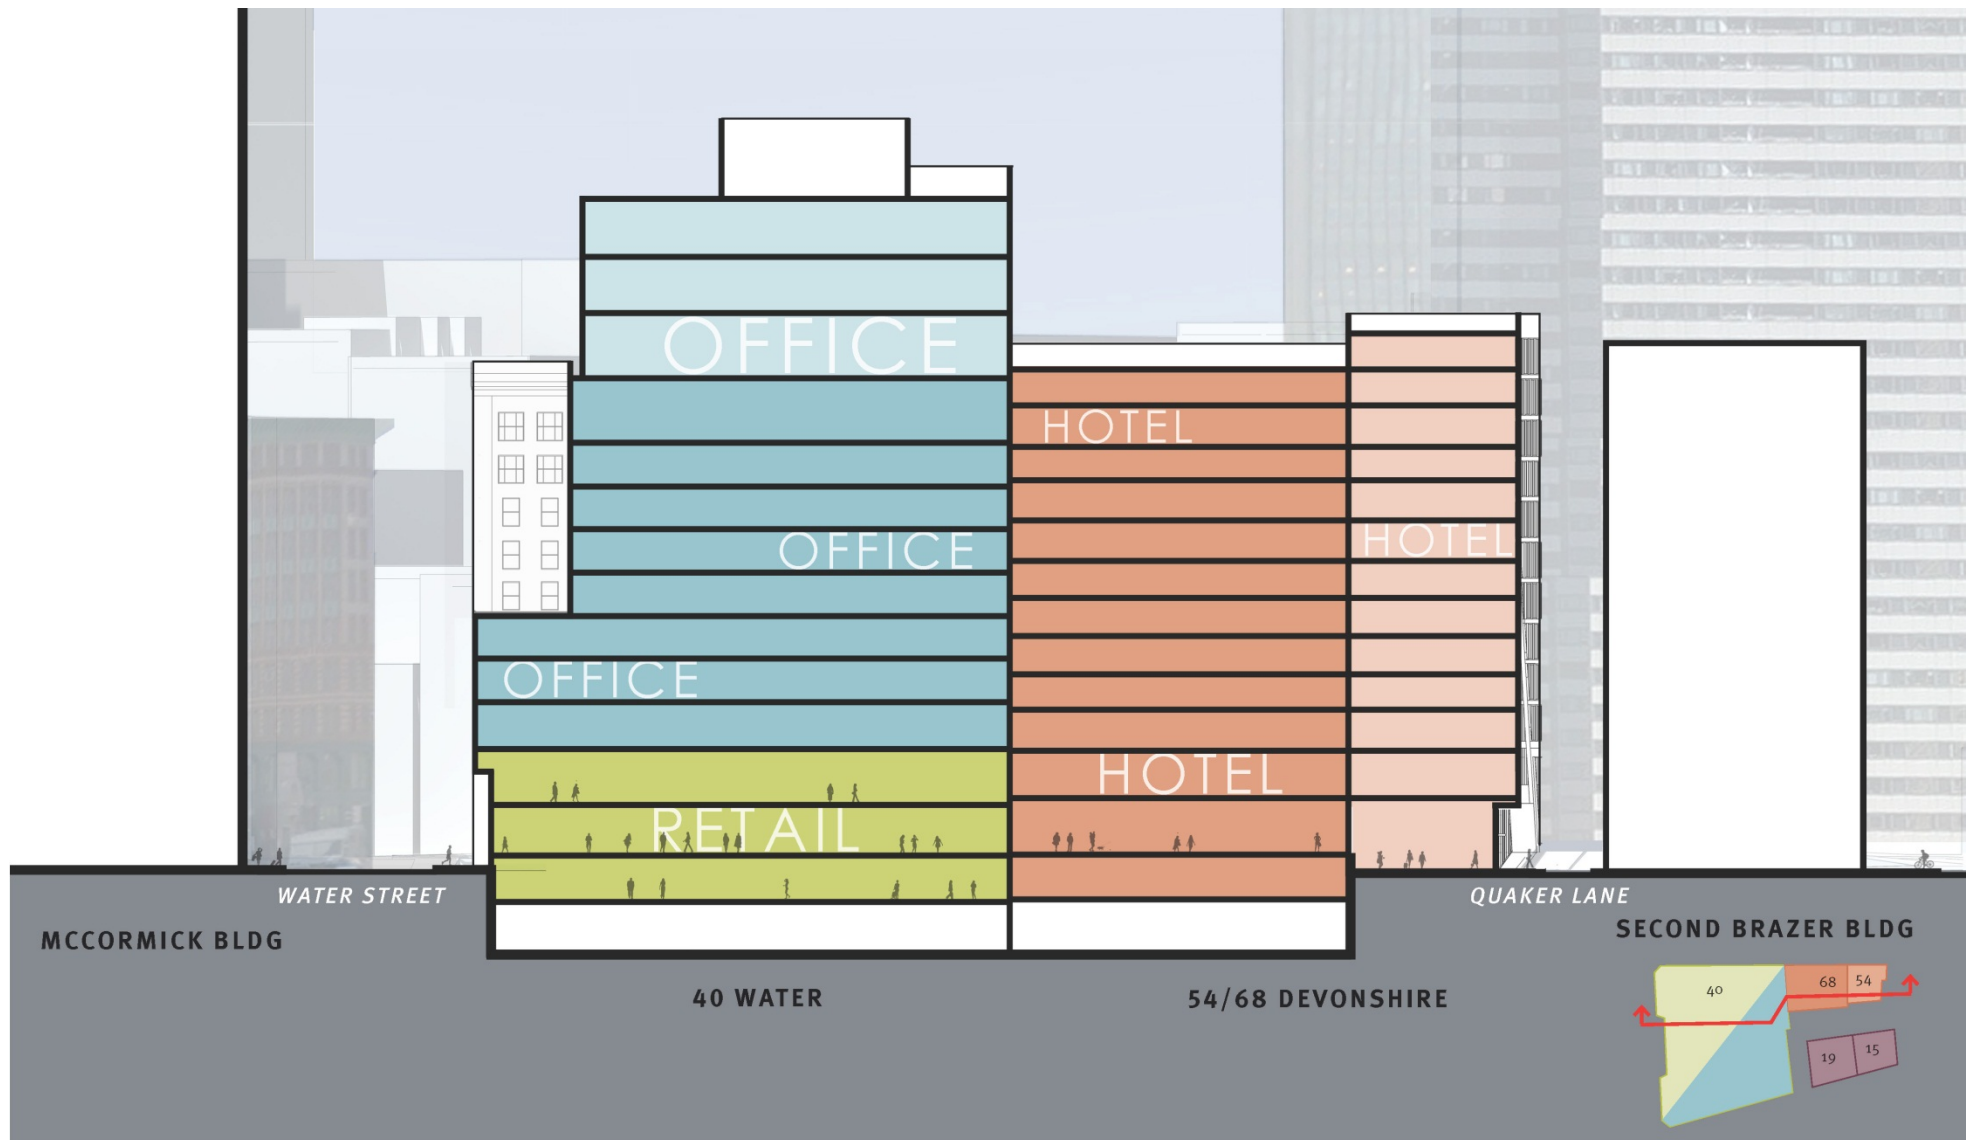 OFFICE
HOTEL
OFFICE
HOTEL
OFFICE
HOTEL
RETAIL
WATER STREET
QUAKER LANE
MCCORMICK BLDG
SECOND BRAZER BLDG
40 WATER
54/68 DEVONSHIRE
40
68
54
19
15